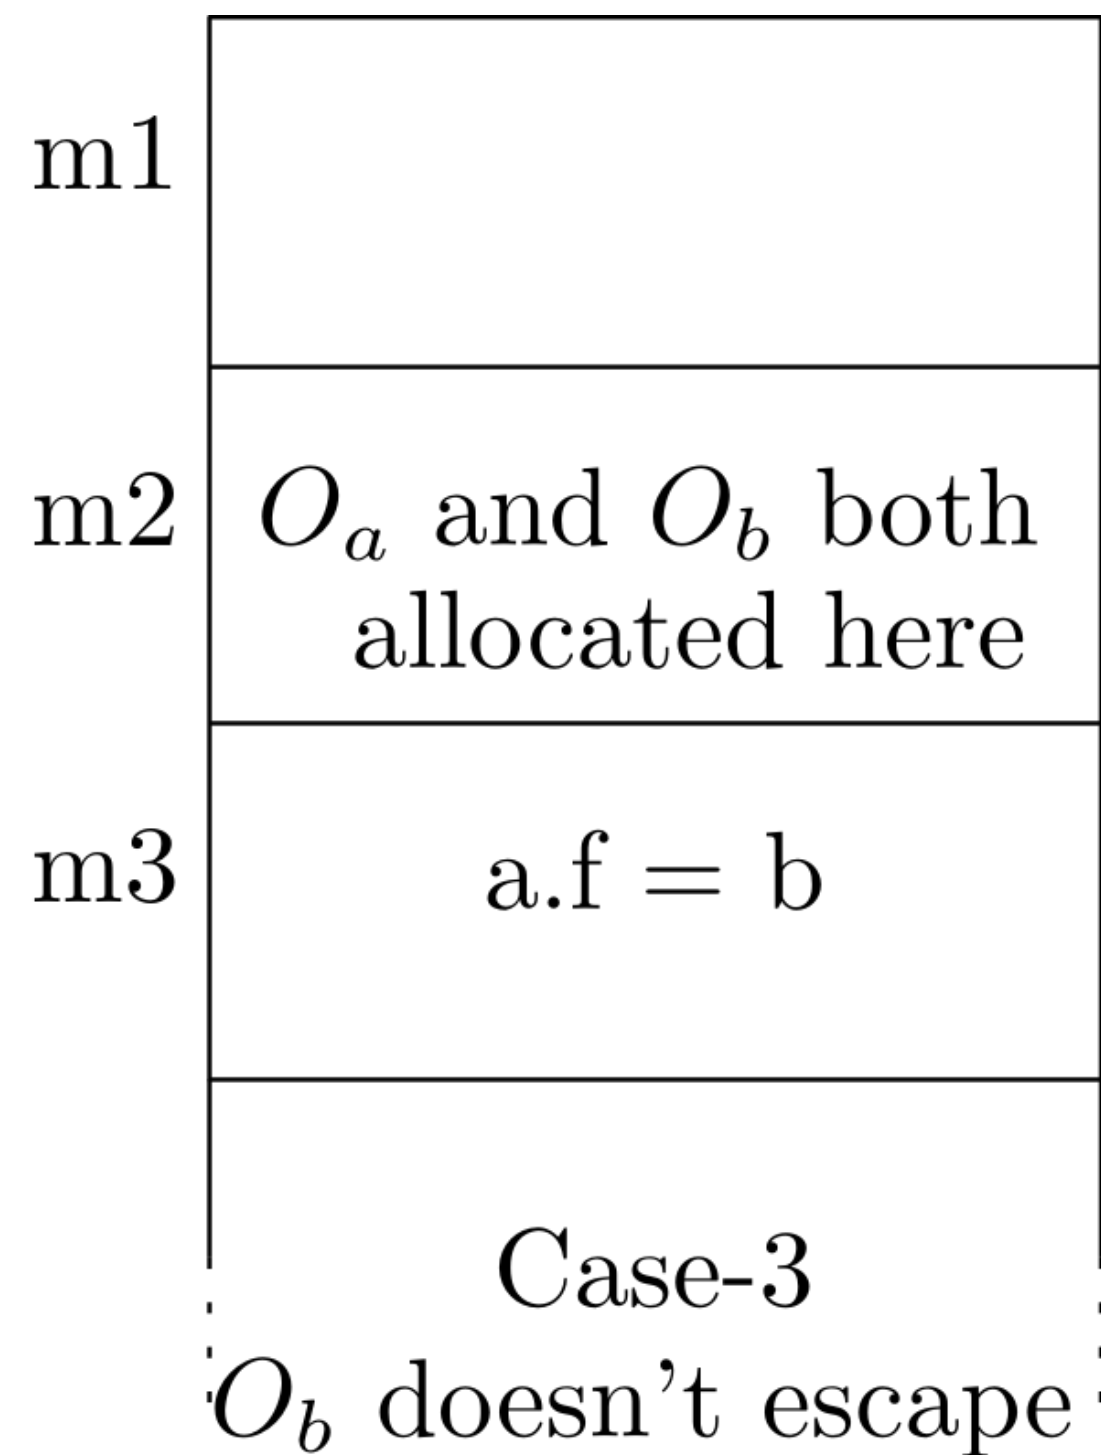 m1
m2 O_a and O_b both
allocated here
m3 a.f = b
Case-3
O_b doesn't escape